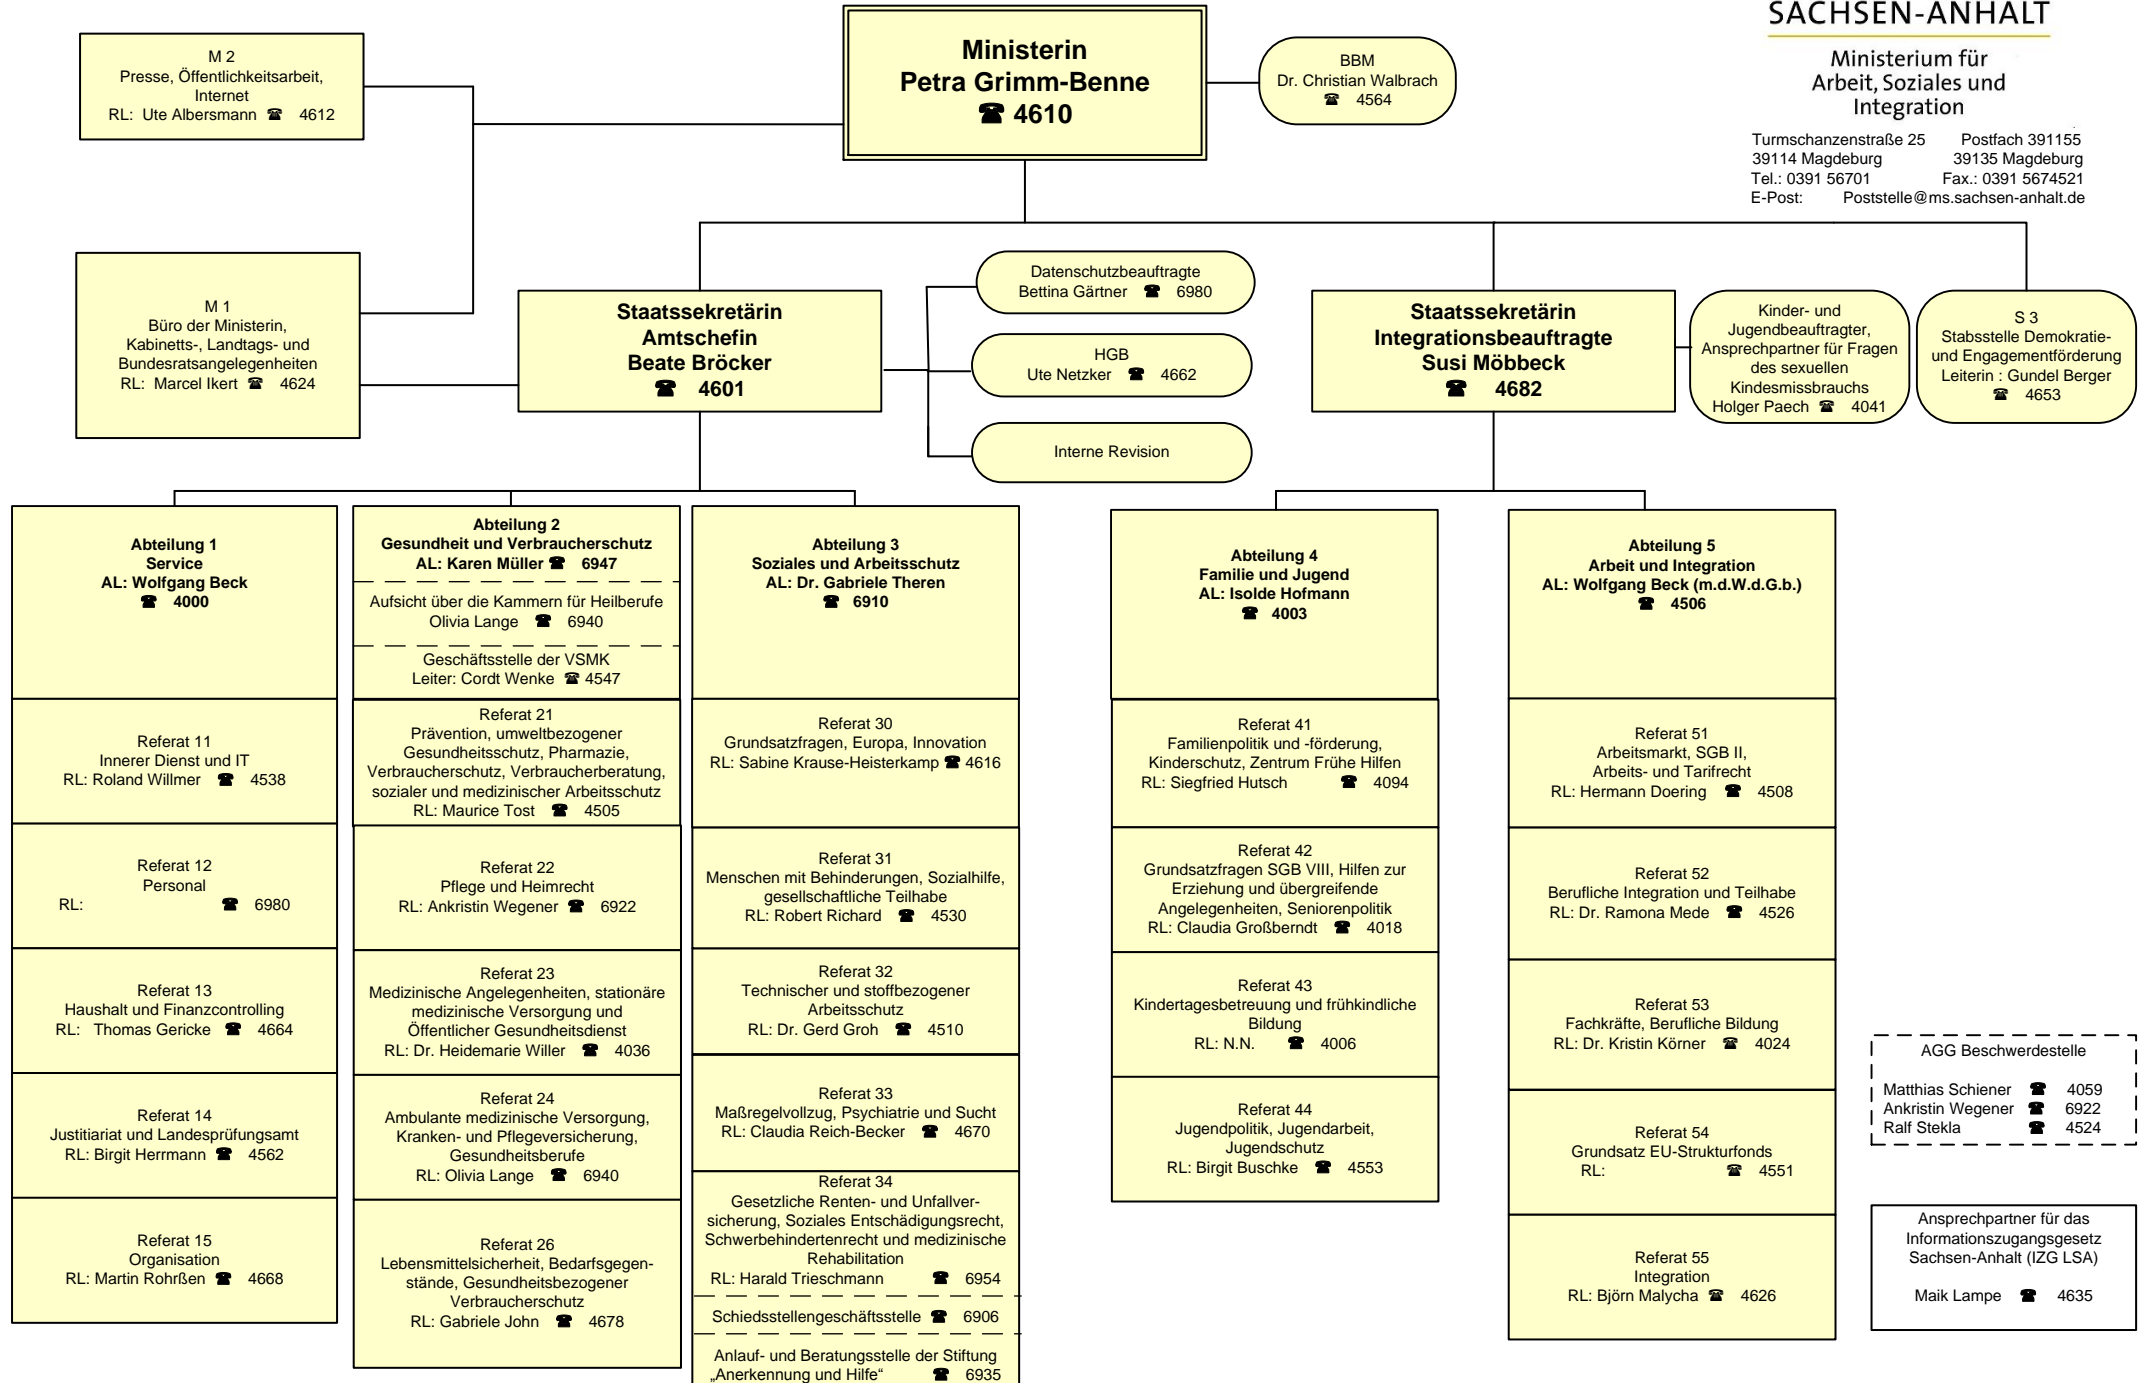 SACHSEN-ANHALT
Ministerium für
Arbeit, Soziales und
Integration
Turmschanzenstraße 25 Postfach 391155
39114 Magdeburg 39135 Magdeburg
Tel.: 0391 56701 Fax.: 0391 5674521
E-Post: Poststelle@ms.sachsen-anhalt.de
Ministerin
Petra Grimm-Benne
☎ 4610
BBM
Dr. Christian Walbrach
☎ 4564
M 2
Presse, Öffentlichkeitsarbeit,
Internet
RL: Ute Albersmann ☎ 4612
M 1
Büro der Ministerin,
Kabinetts-, Landtags- und
Bundesratsangelegenheiten
RL: Marcel Ikert ☎ 4624
Staatssekretärin
Amtschefin
Beate Bröcker
☎ 4601
Datenschutzbeauftragte
Bettina Gärtner ☎ 6980
HGB
Ute Netzker ☎ 4662
Interne Revision
Staatssekretärin
Integrationsbeauftragte
Susi Möbbeck
☎ 4682
Kinder- und
Jugendbeauftragter,
Ansprechpartner für Fragen
des sexuellen
Kindesmissbrauchs
Holger Paech ☎ 4041
S 3
Stabsstelle Demokratie-
und Engagementförderung
Leiterin : Gundel Berger
☎ 4653
Abteilung 1
Service
AL: Wolfgang Beck
☎ 4000
Referat 11
Innerer Dienst und IT
RL: Roland Willmer ☎ 4538
Referat 12
Personal
RL: ☎ 6980
Referat 13
Haushalt und Finanzcontrolling
RL: Thomas Gericke ☎ 4664
Referat 14
Justitiariat und Landesprüfungsamt
RL: Birgit Herrmann ☎ 4562
Referat 15
Organisation
RL: Martin Rohrßen ☎ 4668
Abteilung 2
Gesundheit und Verbraucherschutz
AL: Karen Müller ☎ 6947
Aufsicht über die Kammern für Heilberufe
Olivia Lange ☎ 6940
Geschäftsstelle der VSMK
Leiter: Cordt Wenke ☎ 4547
Referat 21
Prävention, umweltbezogener
Gesundheitsschutz, Pharmazie,
Verbraucherschutz, Verbraucherberatung,
sozialer und medizinischer Arbeitsschutz
RL: Maurice Tost ☎ 4505
Referat 22
Pflege und Heimrecht
RL: Ankristin Wegener ☎ 6922
Referat 23
Medizinische Angelegenheiten, stationäre
medizinische Versorgung und
Öffentlicher Gesundheitsdienst
RL: Dr. Heidemarie Willer ☎ 4036
Referat 24
Ambulante medizinische Versorgung,
Kranken- und Pflegeversicherung,
Gesundheitsberufe
RL: Olivia Lange ☎ 6940
Referat 26
Lebensmittelsicherheit, Bedarfsgegen-
stände, Gesundheitsbezogener
Verbraucherschutz
RL: Gabriele John ☎ 4678
Abteilung 3
Soziales und Arbeitsschutz
AL: Dr. Gabriele Theren
☎ 6910
Referat 30
Grundsatzfragen, Europa, Innovation
RL: Sabine Krause-Heisterkamp ☎ 4616
Referat 31
Menschen mit Behinderungen, Sozialhilfe,
gesellschaftliche Teilhabe
RL: Robert Richard ☎ 4530
Referat 32
Technischer und stoffbezogener
Arbeitsschutz
RL: Dr. Gerd Groh ☎ 4510
Referat 33
Maßregelvollzug, Psychiatrie und Sucht
RL: Claudia Reich-Becker ☎ 4670
Referat 34
Gesetzliche Renten- und Unfallver-
sicherung, Soziales Entschädigungsrecht,
Schwerbehindertenrecht und medizinische
Rehabilitation
RL: Harald Trieschmann ☎ 6954
Schiedsstellengeschäftsstelle ☎ 6906
Anlauf- und Beratungsstelle der Stiftung
„Anerkennung und Hilfe“ ☎ 6935
Abteilung 4
Familie und Jugend
AL: Isolde Hofmann
☎ 4003
Referat 41
Familienpolitik und -förderung,
Kinderschutz, Zentrum Frühe Hilfen
RL: Siegfried Hutsch ☎ 4094
Referat 42
Grundsatzfragen SGB VIII, Hilfen zur
Erziehung und übergreifende
Angelegenheiten, Seniorenpolitik
RL: Claudia Großberndt ☎ 4018
Referat 43
Kindertagesbetreuung und frühkindliche
Bildung
RL: N.N. ☎ 4006
Referat 44
Jugendpolitik, Jugendarbeit,
Jugendschutz
RL: Birgit Buschke ☎ 4553
Abteilung 5
Arbeit und Integration
AL: Wolfgang Beck (m.d.W.d.G.b.)
☎ 4506
Referat 51
Arbeitsmarkt, SGB II,
Arbeits- und Tarifrecht
RL: Hermann Doering ☎ 4508
Referat 52
Berufliche Integration und Teilhabe
RL: Dr. Ramona Mede ☎ 4526
Referat 53
Fachkräfte, Berufliche Bildung
RL: Dr. Kristin Körner ☎ 4024
Referat 54
Grundsatz EU-Strukturfonds
RL: ☎ 4551
Referat 55
Integration
RL: Björn Malycha ☎ 4626
AGG Beschwerdestelle
Matthias Schiener ☎ 4059
Ankristin Wegener ☎ 6922
Ralf Stekla ☎ 4524
Ansprechpartner für das
Informationszugangsgesetz
Sachsen-Anhalt (IZG LSA)
Maik Lampe ☎ 4635